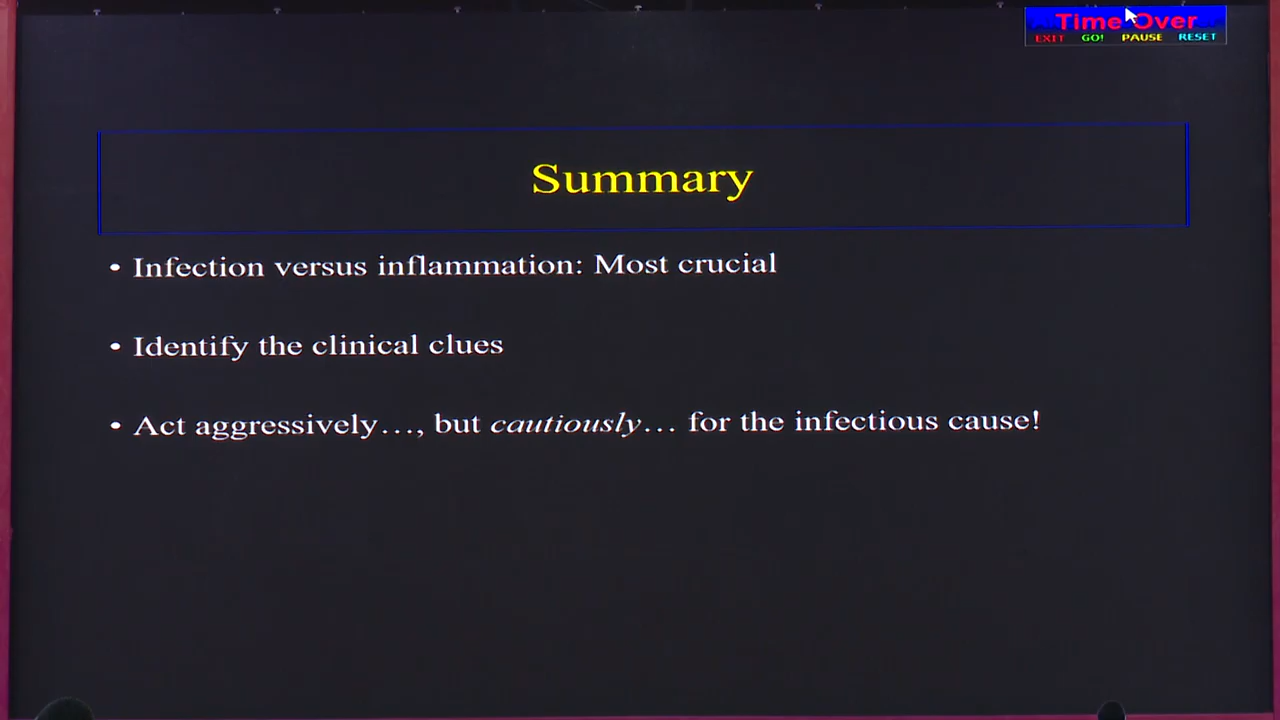 Time Over
EXIT GO! PAUSE RESET
Summary
• Infection versus inflammation: Most crucial
• Identify the clinical clues
• Act aggressively…, but cautiously… for the infectious cause!